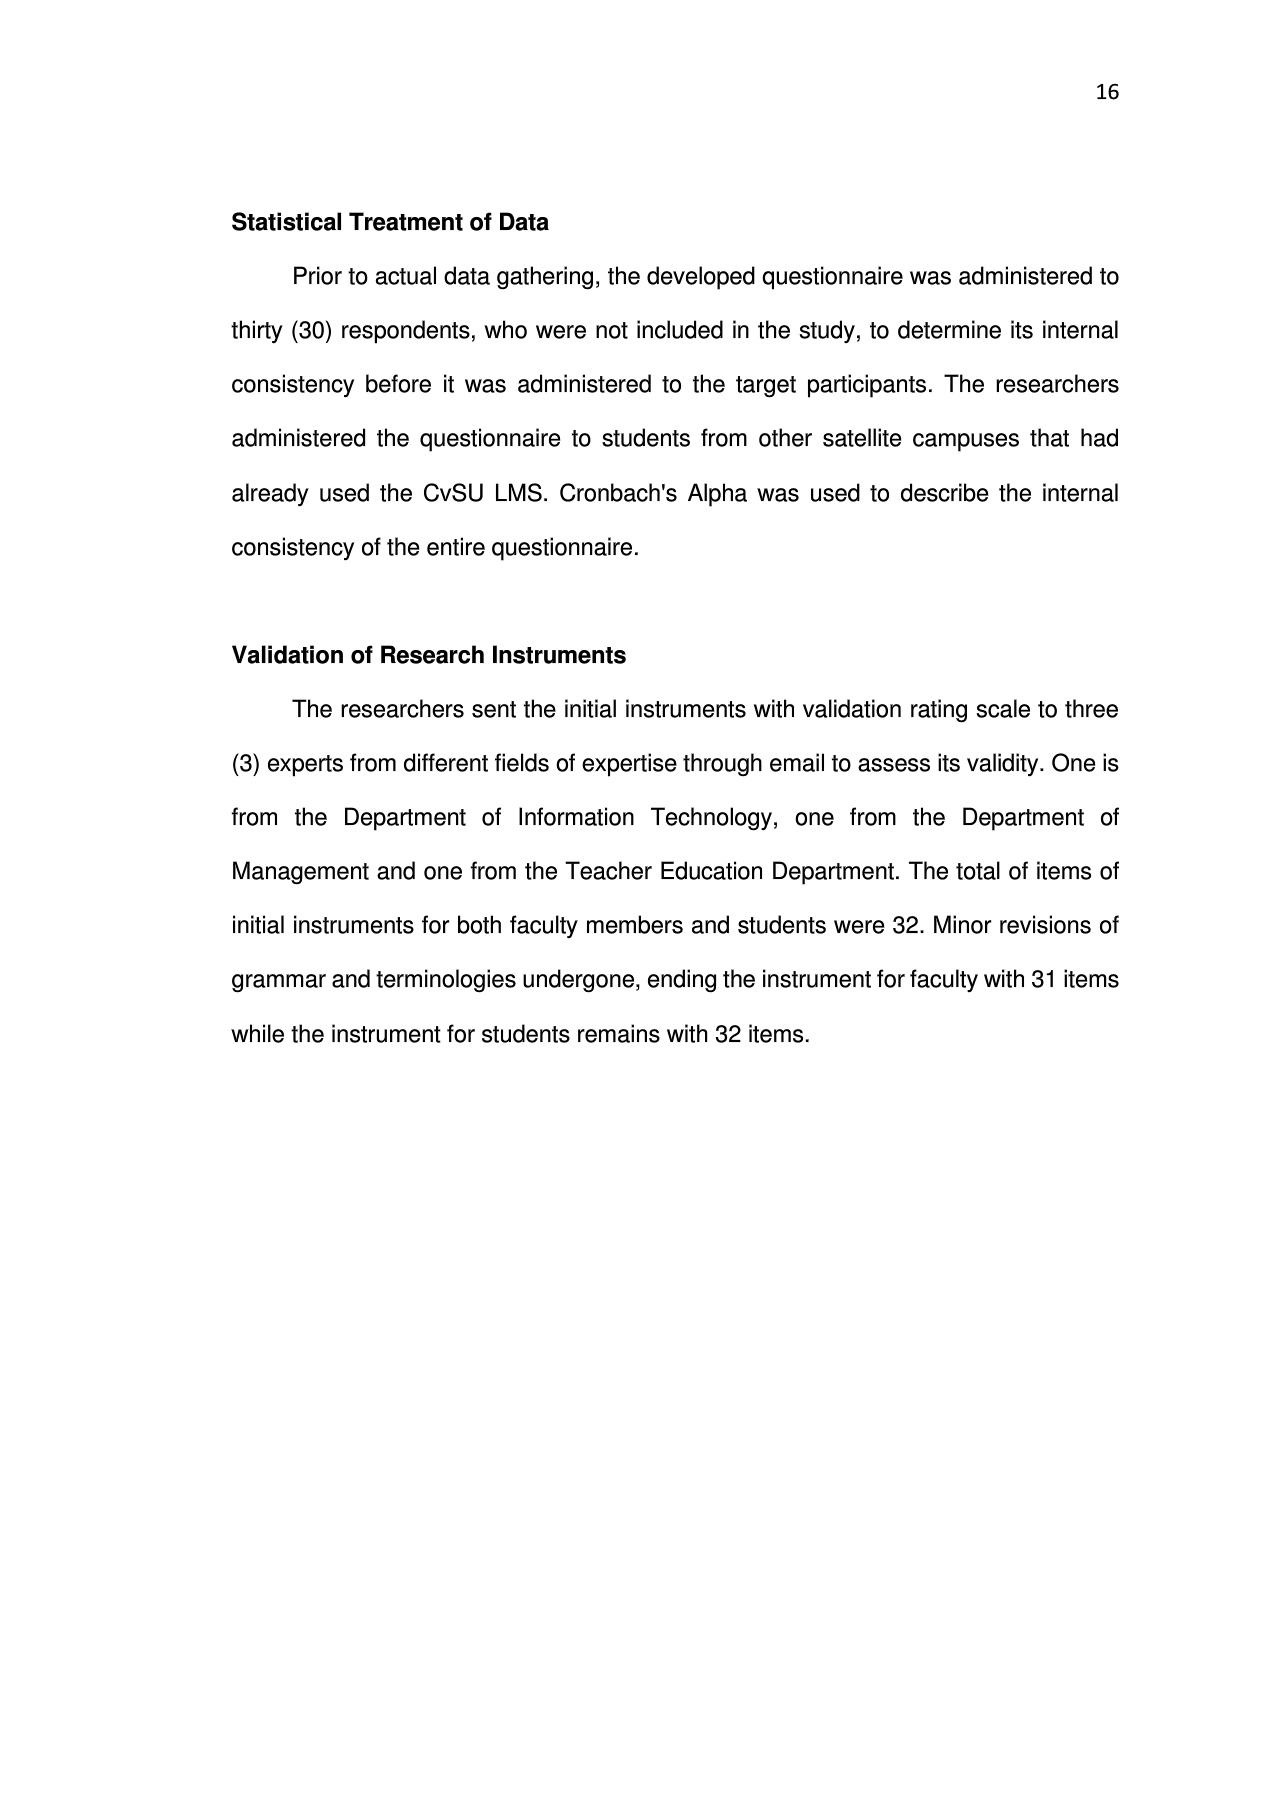 16
Statistical Treatment of Data
Prior to actual data gathering, the developed questionnaire was administered to
thirty (30) respondents, who were not included in the study, to determine its internal
consistency before it was administered to the target participants. The researchers
administered the questionnaire to students from other satellite campuses that had
already used the CvSU LMS. Cronbach's Alpha was used to describe the internal
consistency of the entire questionnaire.
Validation of Research Instruments
The researchers sent the initial instruments with validation rating scale to three
(3) experts from different fields of expertise through email to assess its validity. One is
from the Department of Information Technology, one from the Department of
Management and one from the Teacher Education Department. The total of items of
initial instruments for both faculty members and students were 32. Minor revisions of
grammar and terminologies undergone, ending the instrument for faculty with 31 items
while the instrument for students remains with 32 items.